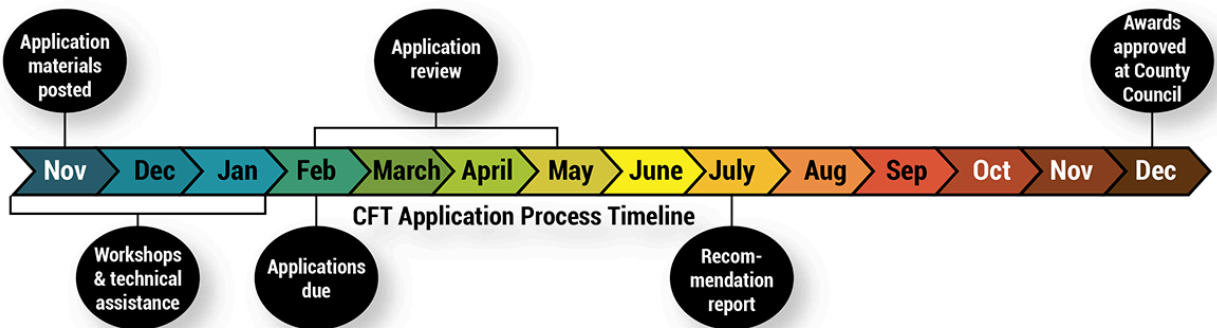 Application
materials
posted
Application
review
Awards
approved
at County
Council
Nov Dec Jan Feb March April May June July Aug Sep Oct Nov Dec
CFT Application Process Timeline
Workshops
& technical
assistance
Applications
due
Recom-
mendation
report